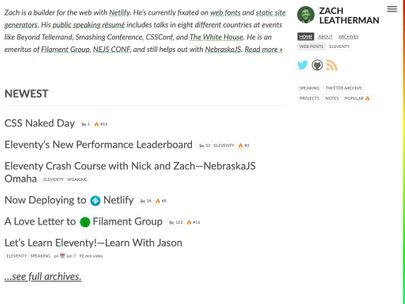 Zach is a builder for the web with Netlify. He's currently fixated on web fonts and static site
generators. His public speaking résumé includes talks in eight different countries at events
like Beyond Tellerrand, Smashing Conference, CSSConf, and The White House. He is an
emeritus of Filament Group, NEJS CONF, and still helps out with NebraskaJS. Read more »
ZACH
LEATHERMAN
HOME ABOUT ARCHIVES
WEB FONTS ELEVENTY
SPEAKING TWITTER ARCHIVE
PROJECTS NOTES POPULAR 🔥
NEWEST
CSS Naked Day 1 🔥 #54
Eleventy's New Performance Leaderboard 53 ELEVENTY 🔥 #3
Eleventy Crash Course with Nick and Zach—NebraskaJS
Omaha ELEVENTY SPEAKING
Now Deploying to Netlify 34 🔥 #8
A Love Letter to Filament Group 123 🔥 #16
Let's Learn Eleventy!—Learn With Jason
ELEVENTY SPEAKING on 📅 Jan 7 92 min video
…see full archives.